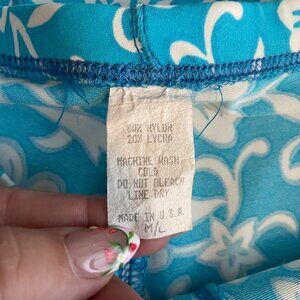 80% NYLON
20% LYCRA
MACHINE WASH
COLD
DO NOT BLEACH
LINE DRY
MADE IN U.S.A.
M/L